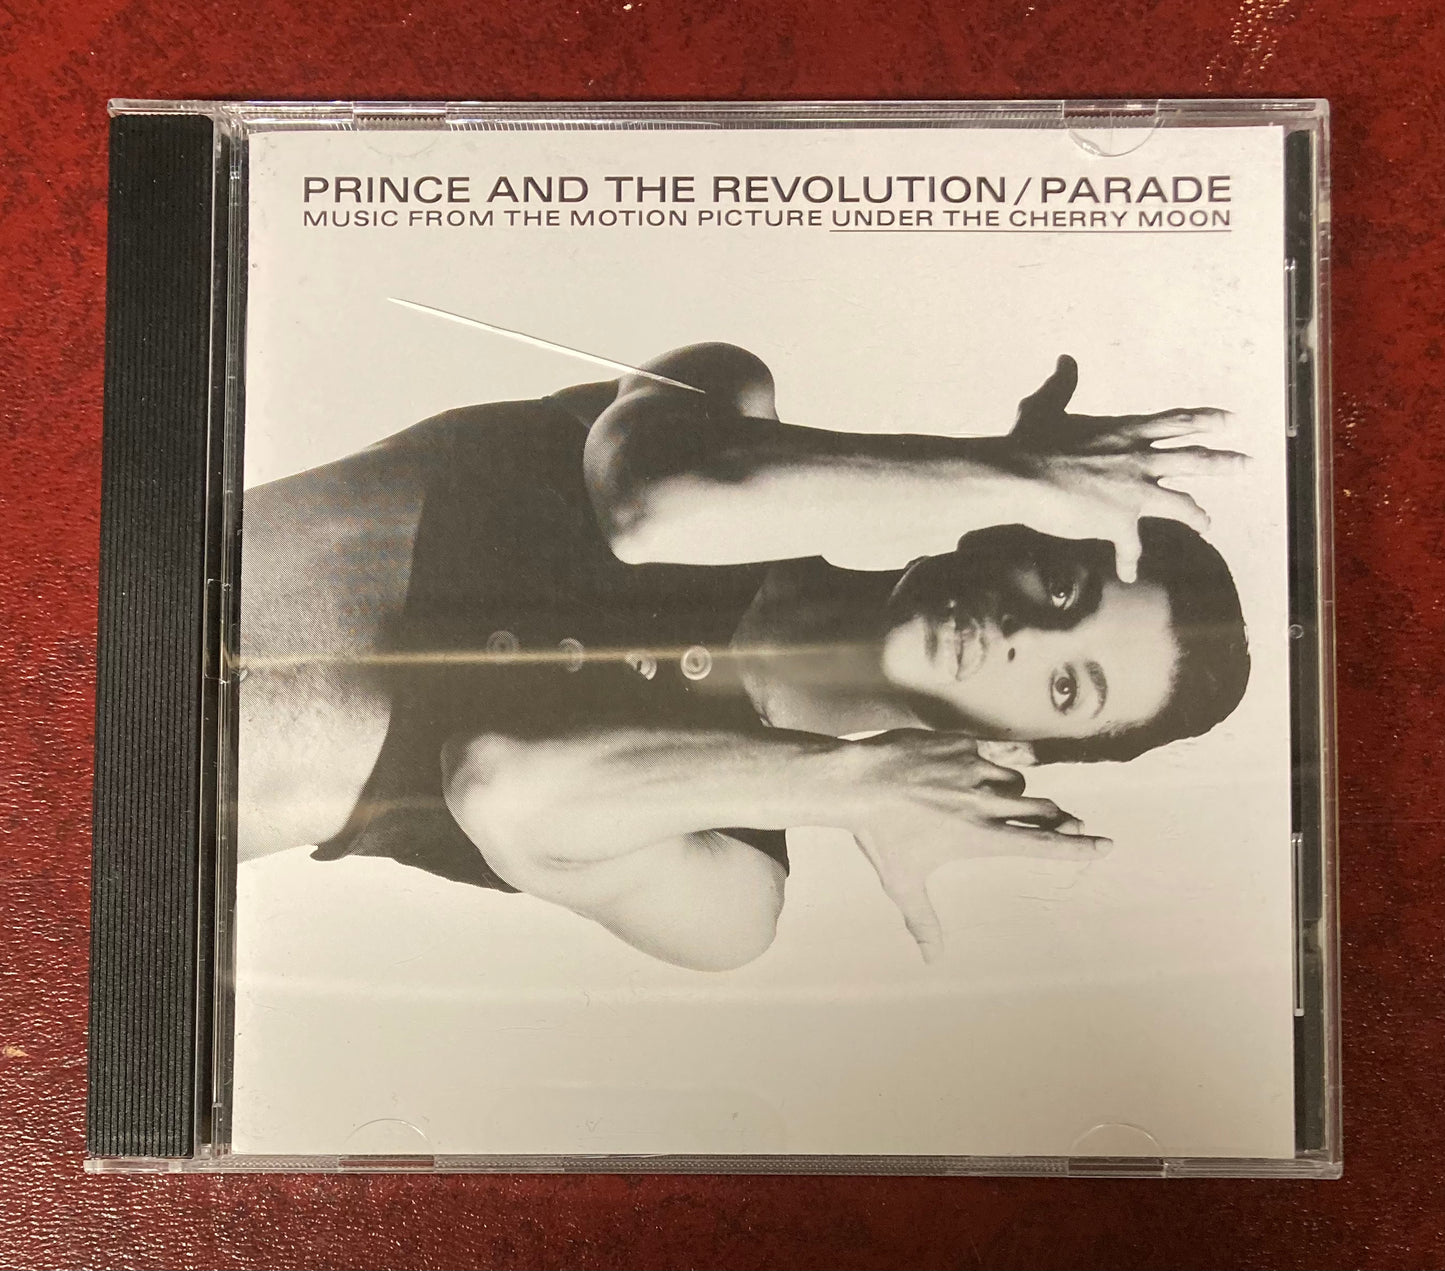 PRINCE AND THE REVOLUTION/PARADE
MUSIC FROM THE MOTION PICTURE UNDER THE CHERRY MOON